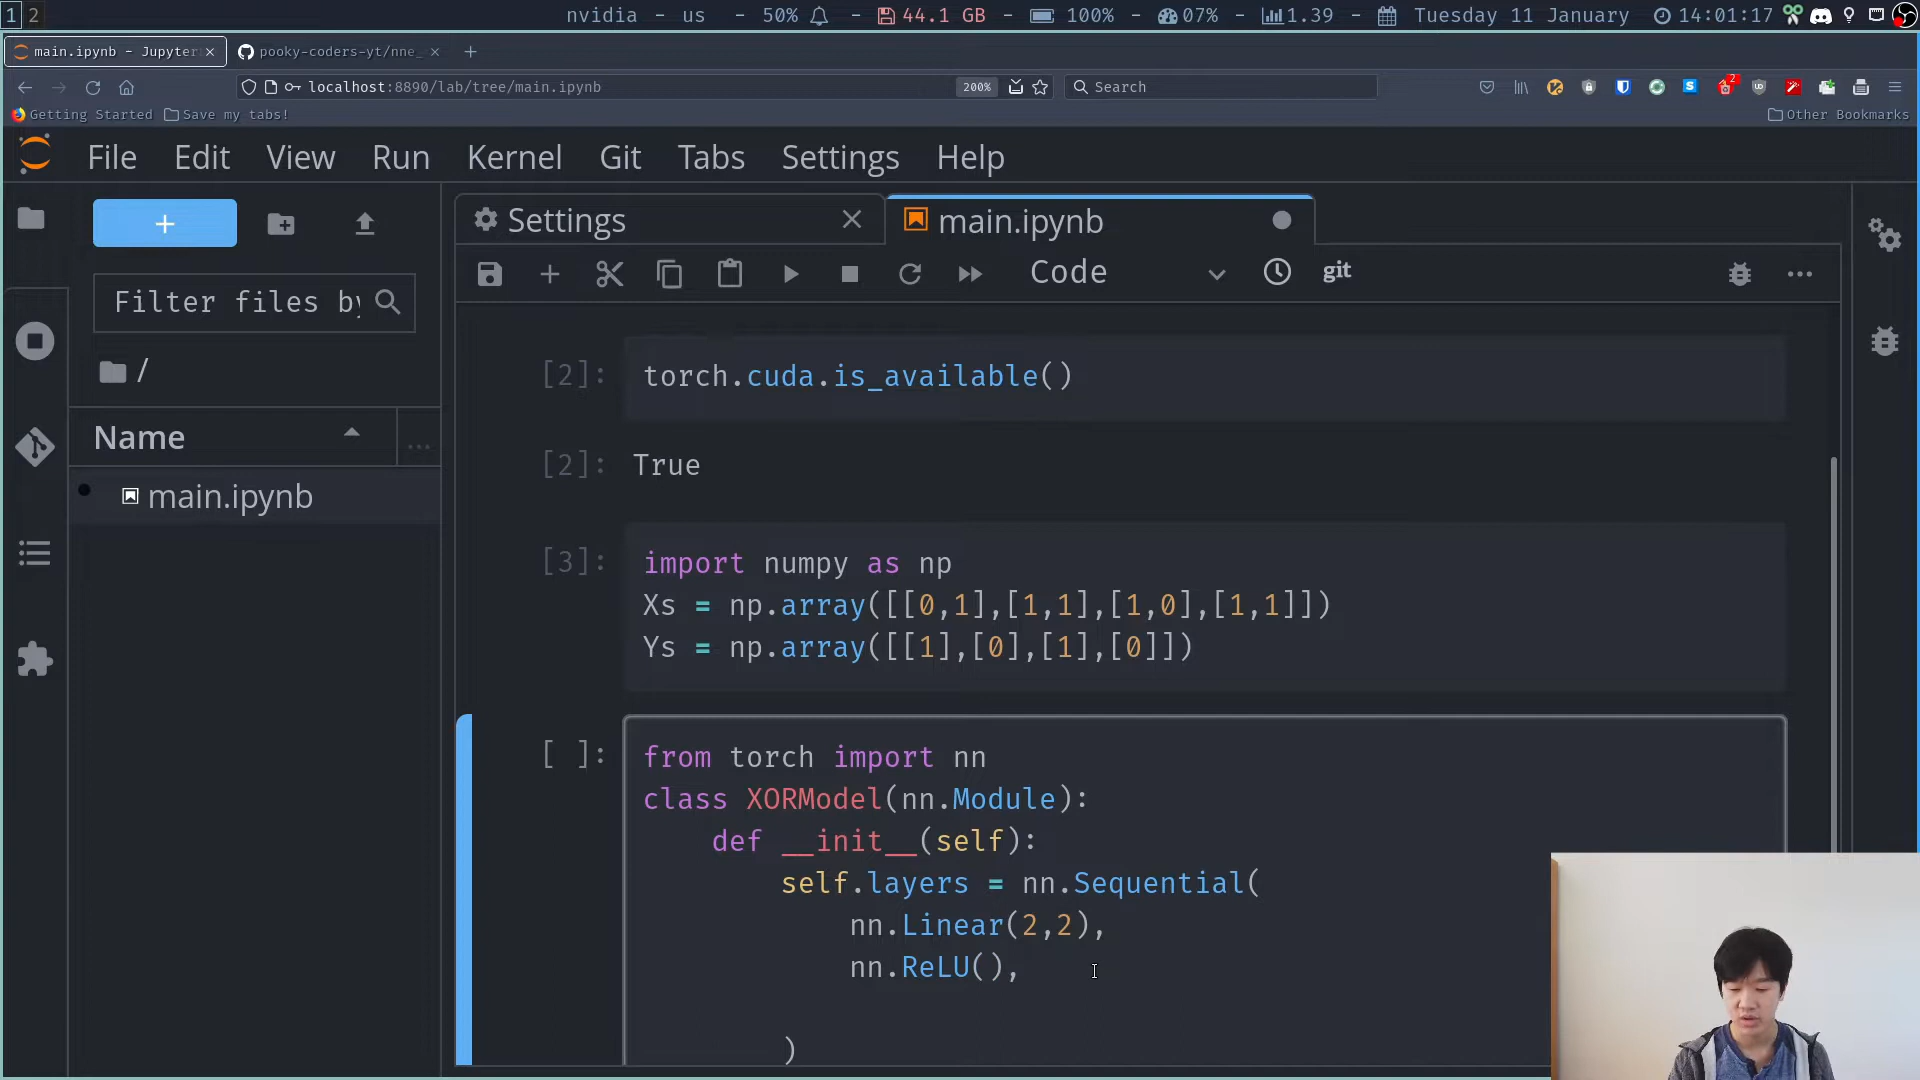 1 2 nvidia - us - 50% - 44.1 GB - 100% - 07% - 1.39 - Tuesday 11 January 14:01:17
main.ipynb - Jupyter × pooky-coders-yt/nne_ × +
localhost:8890/lab/tree/main.ipynb 200% Search 2
Getting Started Save my tabs! Other Bookmarks
File Edit View Run Kernel Git Tabs Settings Help
+
Settings main.ipynb
Code git
Filter files by
/
Name ...
main.ipynb
[2]: torch.cuda.is_available()
[2]: True
[3]: import numpy as np
Xs = np.array([[0,1],[1,1],[1,0],[1,1]])
Ys = np.array([[1],[0],[1],[0]])
[ ]: from torch import nn
class XORModel(nn.Module):
def __init__(self):
self.layers = nn.Sequential(
nn.Linear(2,2),
nn.ReLU(),
)